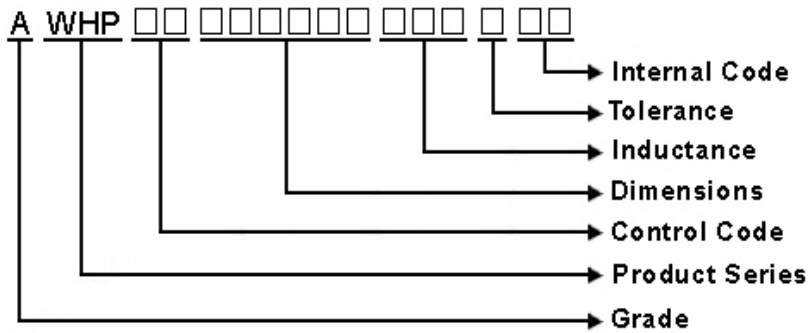 A WHP □□ □□□□□□ □□□ □ □□
Internal Code
Tolerance
Inductance
Dimensions
Control Code
Product Series
Grade